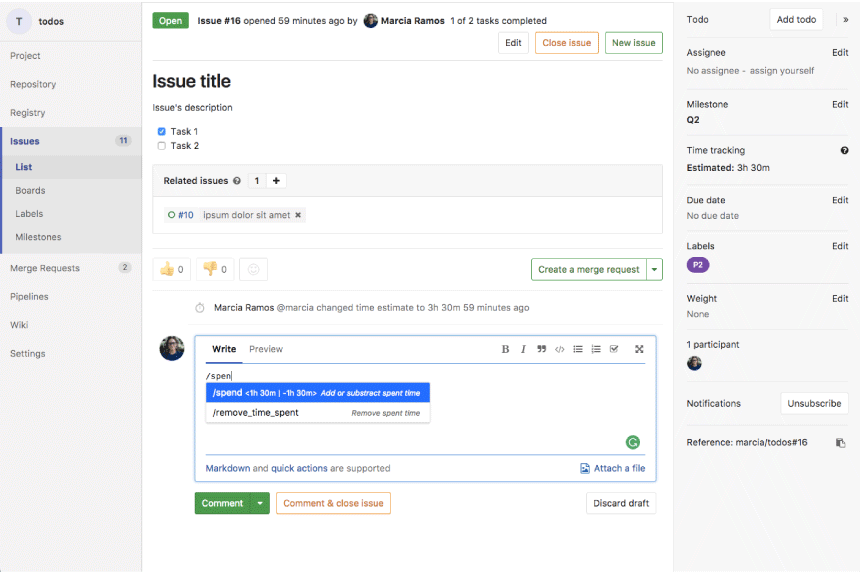 T todos
Project
Repository
Registry
Issues 11
List
Boards
Labels
Milestones
Merge Requests 2
Pipelines
Wiki
Settings
Open Issue #16 opened 59 minutes ago by Marcia Ramos 1 of 2 tasks completed
Edit Close issue New issue
Issue title
Issue's description
Task 1
Task 2
Related issues ? 1 +
#10 ipsum dolor sit amet ×
👍 0 👎 0
Create a merge request
Marcia Ramos @marcia changed time estimate to 3h 30m 59 minutes ago
Write Preview B I
/spen
/spend <1h 30m | -1h 30m> Add or substract spent time
/remove_time_spent Remove spent time
Markdown and quick actions are supported Attach a file
Comment Comment & close issue Discard draft
Todo Add todo »
Assignee Edit
No assignee - assign yourself
Milestone Edit
Q2
Time tracking ?
Estimated: 3h 30m
Due date Edit
No due date
Labels Edit
P2
Weight Edit
None
1 participant
Notifications Unsubscribe
Reference: marcia/todos#16